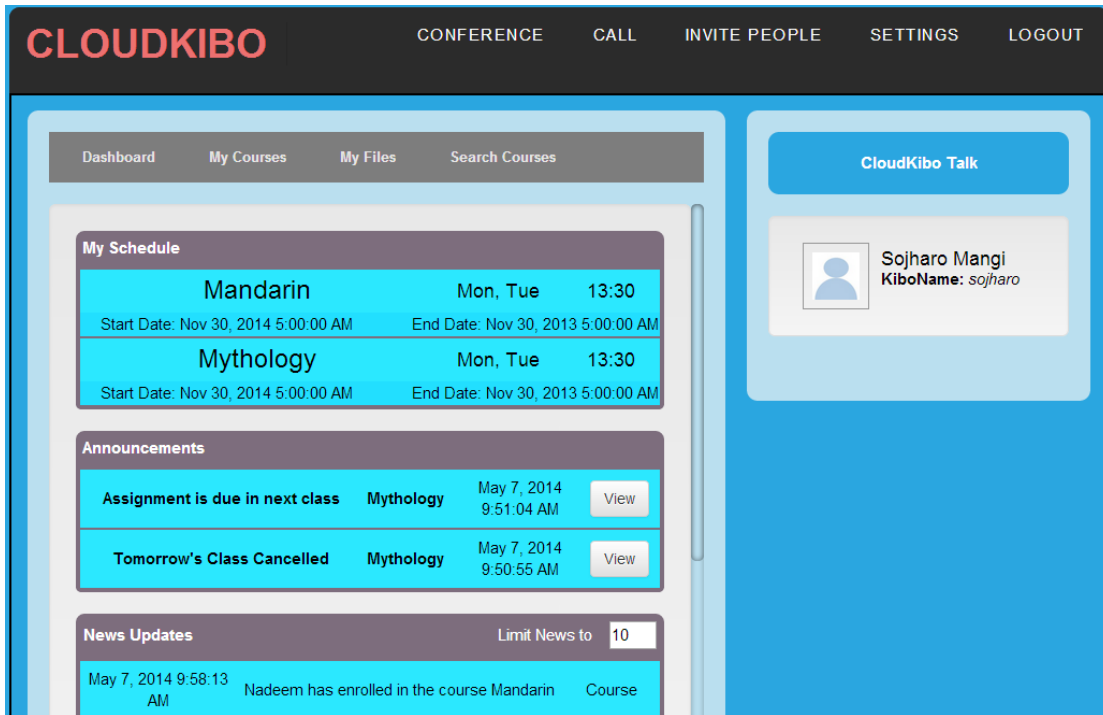 CLOUDKIBO
CONFERENCE CALL INVITE PEOPLE SETTINGS LOGOUT
Dashboard My Courses My Files Search Courses
My Schedule
Mandarin Mon, Tue 13:30
Start Date: Nov 30, 2014 5:00:00 AM End Date: Nov 30, 2013 5:00:00 AM
Mythology Mon, Tue 13:30
Start Date: Nov 30, 2014 5:00:00 AM End Date: Nov 30, 2013 5:00:00 AM
Announcements
Assignment is due in next class Mythology May 7, 2014 9:51:04 AM View
Tomorrow's Class Cancelled Mythology May 7, 2014 9:50:55 AM View
News Updates Limit News to 10
May 7, 2014 9:58:13 AM Nadeem has enrolled in the course Mandarin Course
CloudKibo Talk
Sojharo Mangi
KiboName: sojharo